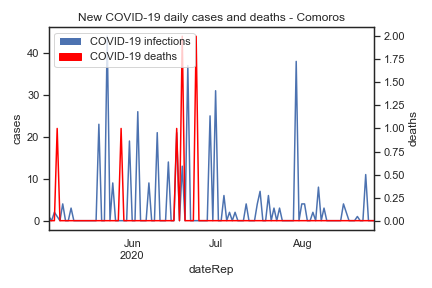 New COVID-19 daily cases and deaths - Comoros
COVID-19 infections
COVID-19 deaths
cases
40
30
20
10
0
2.00
1.75
1.50
1.25
1.00
0.75
0.50
0.25
0.00
deaths
Jun
2020
Jul
Aug
dateRep